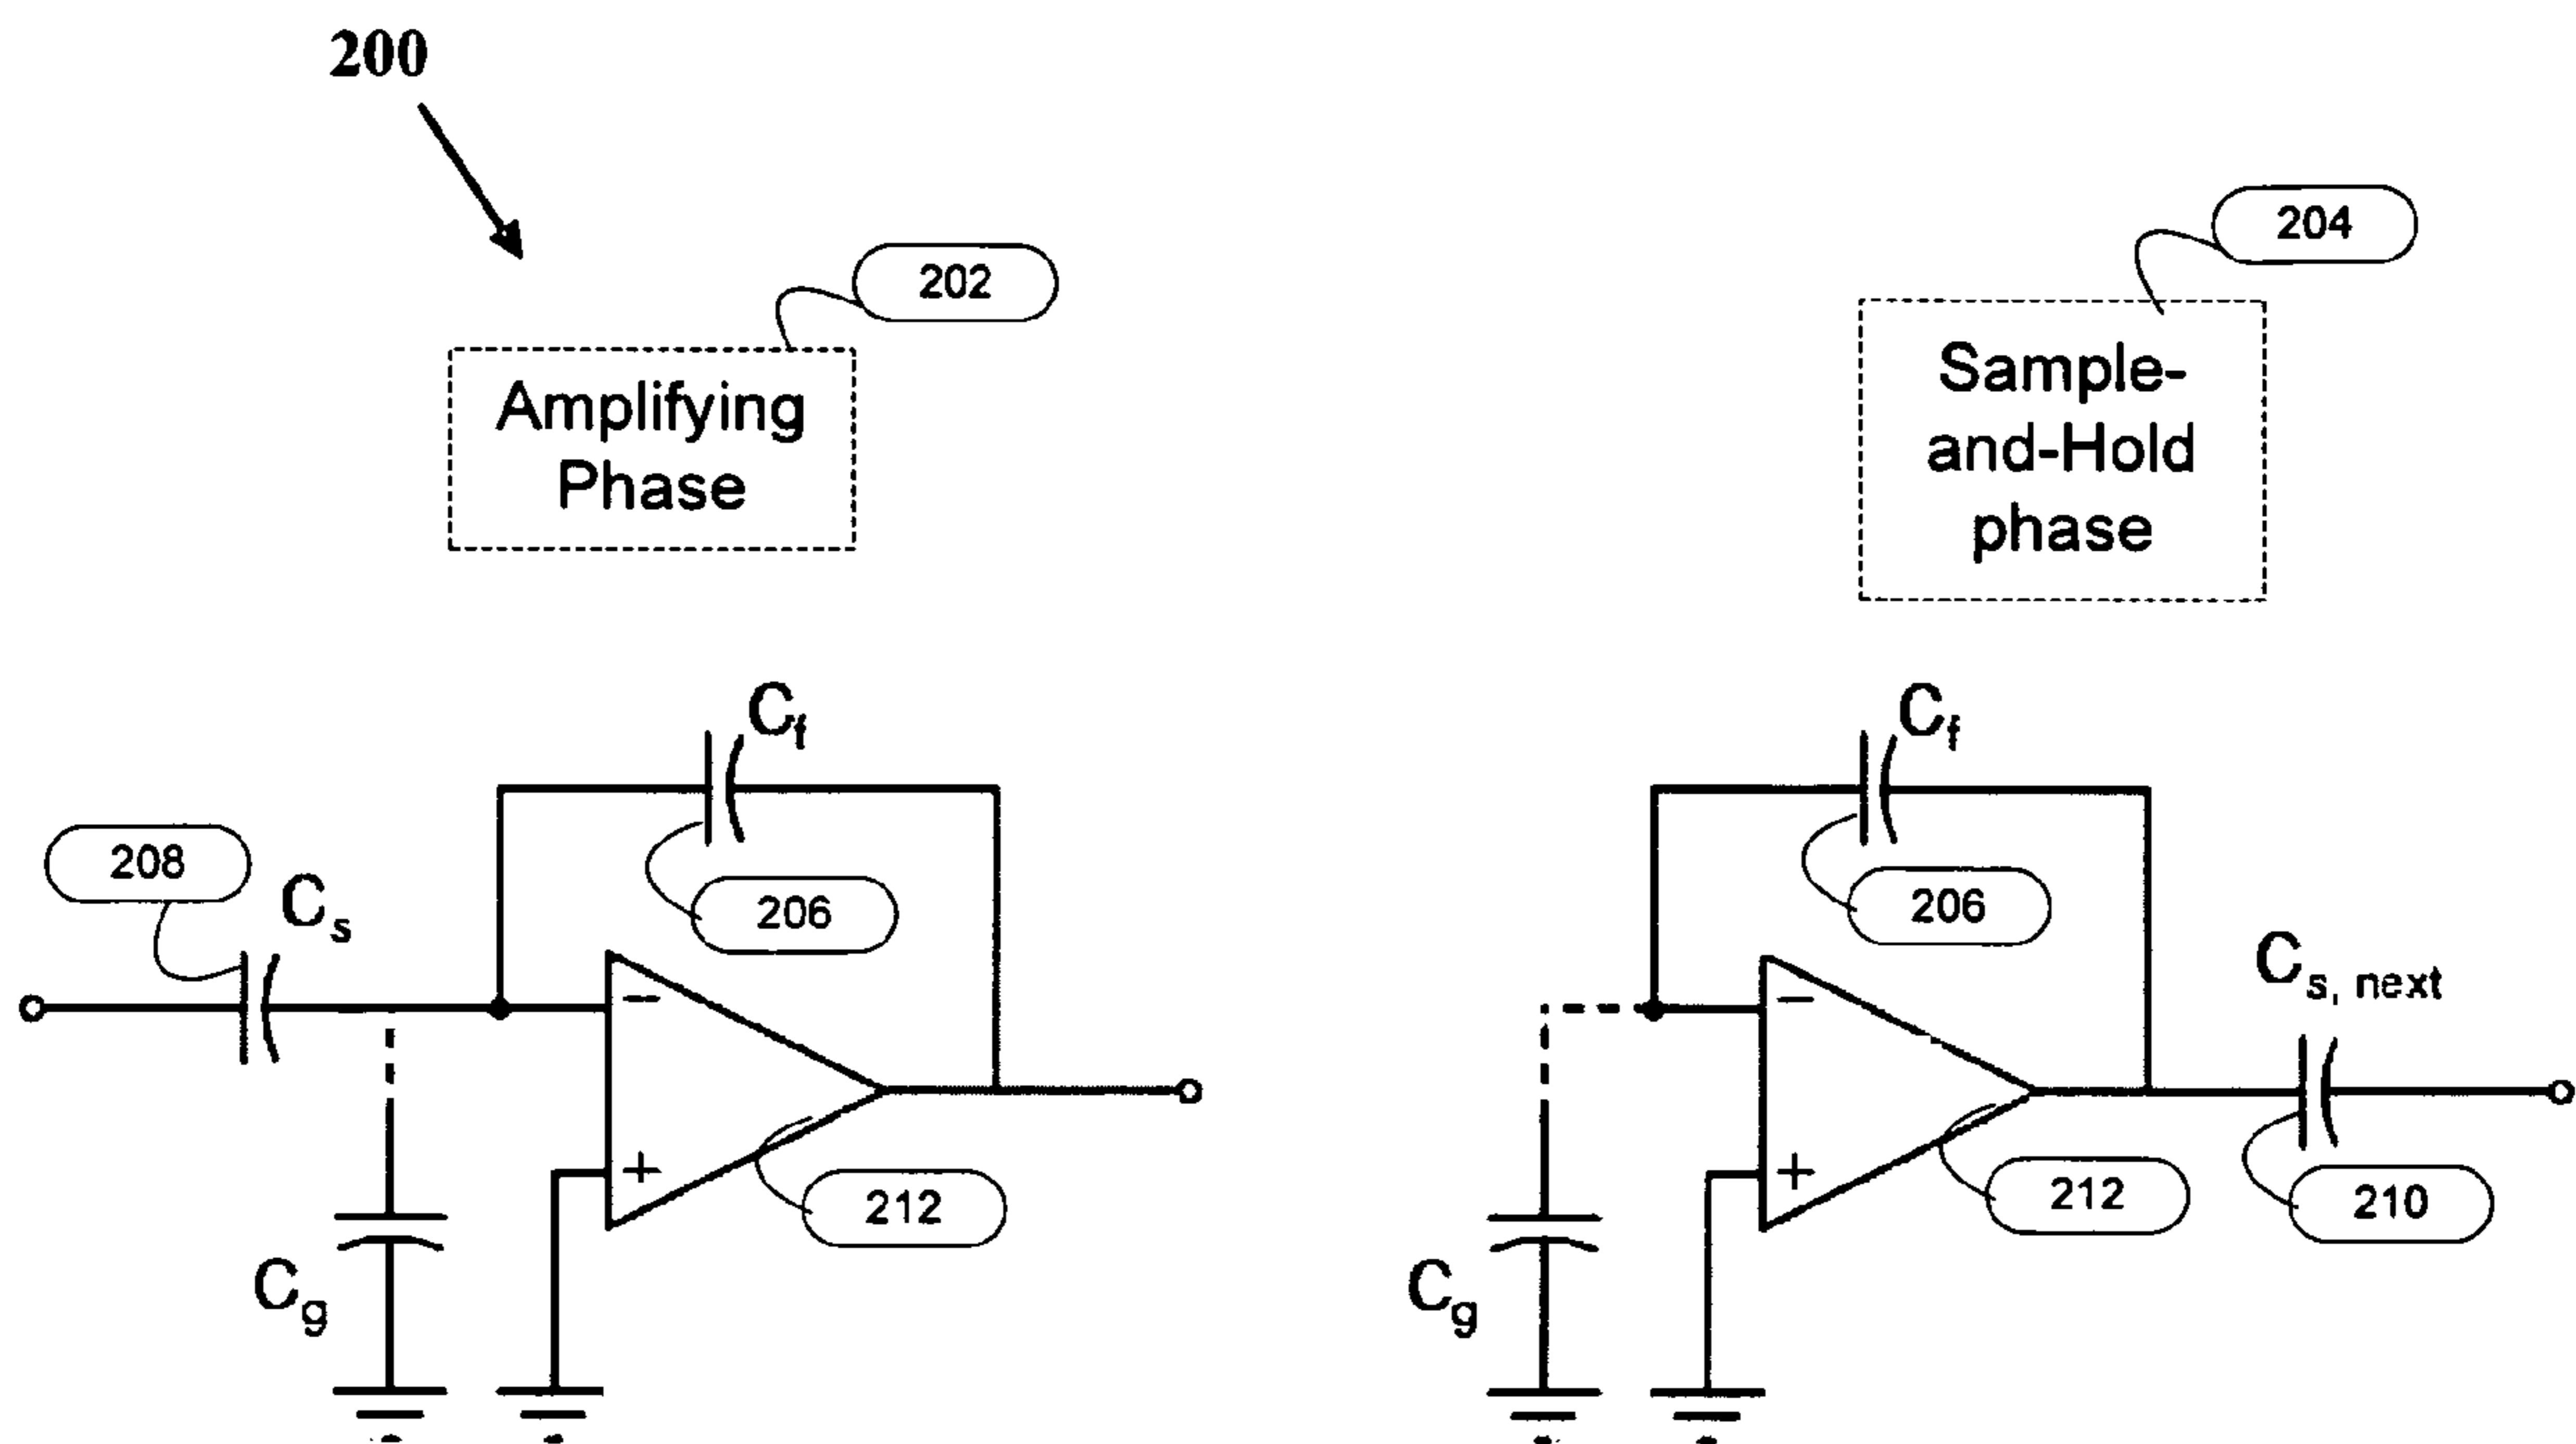 200
202
Amplifying
Phase
204
Sample-
and-Hold
phase
Cf
208
Cs
206
−
+
212
Cg
Cf
206
Cs, next
−
+
212
210
Cg